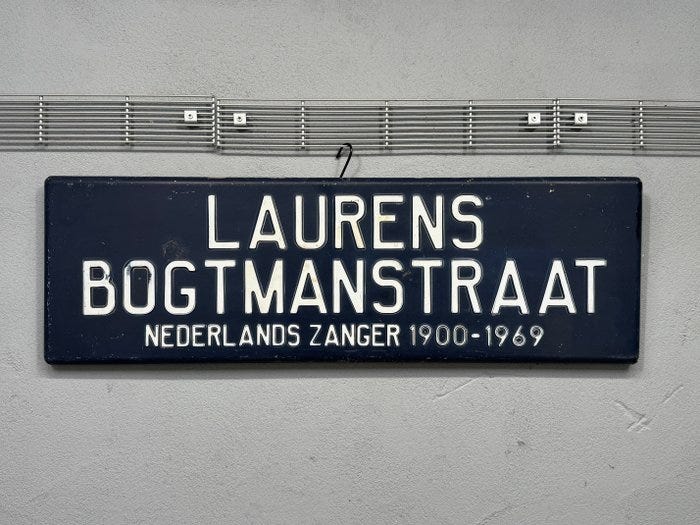 LAURENS
BOGTMANSTRAAT
NEDERLANDS ZANGER 1900-1969